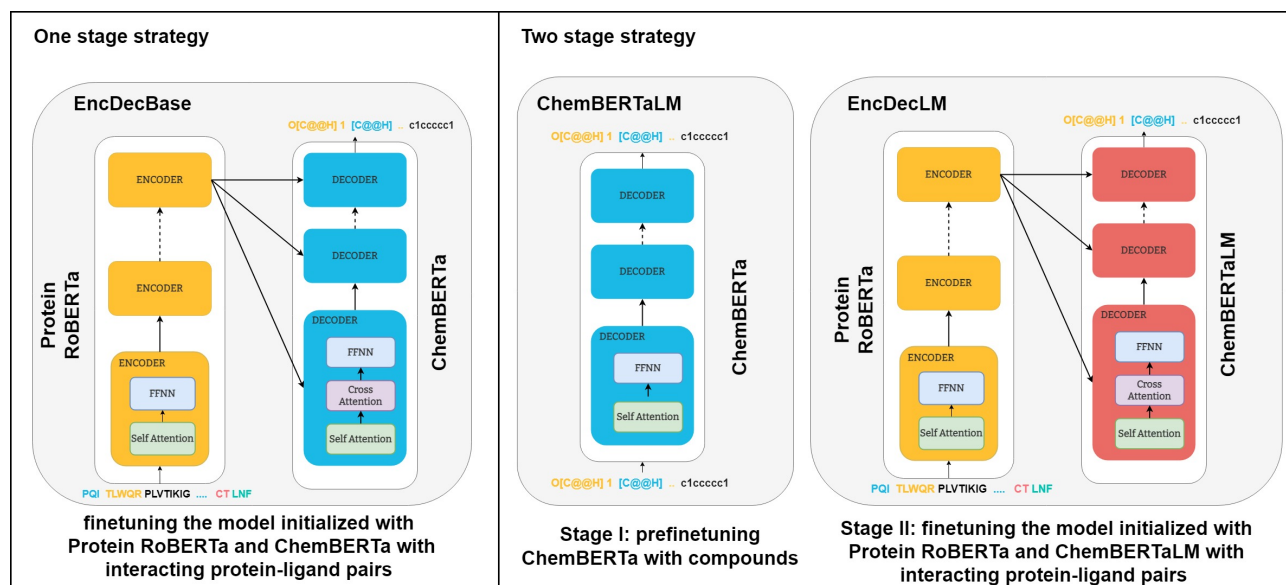 One stage strategy
EncDecBase
O[C@@H] 1 [C@@H] .. c1ccccc1
ENCODER
DECODER
ENCODER
DECODER
Protein
RoBERTa
ChemBERTa
ENCODER
FFNN
Self Attention
DECODER
FFNN
Cross
Attention
Self Attention
PQI TLWQR PLVTIKIG .... CT LNF
finetuning the model initialized with
Protein RoBERTa and ChemBERTa with
interacting protein-ligand pairs
Two stage strategy
ChemBERTaLM
O[C@@H] 1 [C@@H] .. c1ccccc1
DECODER
DECODER
ChemBERTa
DECODER
FFNN
Self Attention
O[C@@H] 1 [C@@H] .. c1ccccc1
Stage I: prefinetuning
ChemBERTa with compounds
EncDecLM
O[C@@H] 1 [C@@H] .. c1ccccc1
ENCODER
DECODER
ENCODER
DECODER
Protein
RoBERTa
ChemBERTaLM
ENCODER
FFNN
Self Attention
DECODER
FFNN
Cross
Attention
Self Attention
PQI TLWQR PLVTIKIG .... CT LNF
Stage II: finetuning the model initialized with
Protein RoBERTa and ChemBERTaLM with
interacting protein-ligand pairs